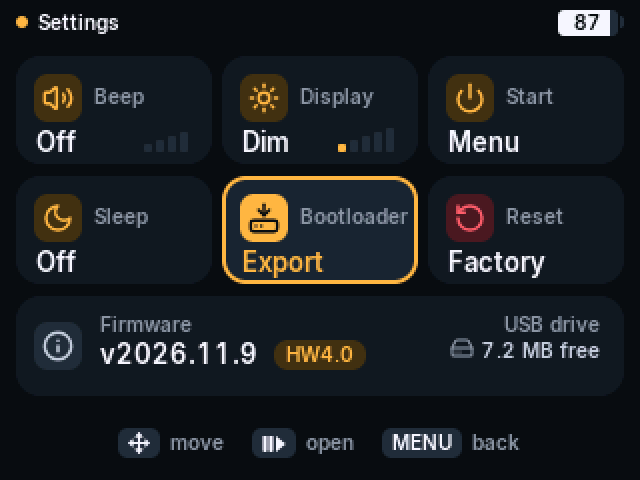 Settings
87
Beep
Off
Display
Dim
Start
Menu
Sleep
Off
Bootloader
Export
Reset
Factory
Firmware
v2026.11.9 HW4.0
USB drive
7.2 MB free
move open MENU back